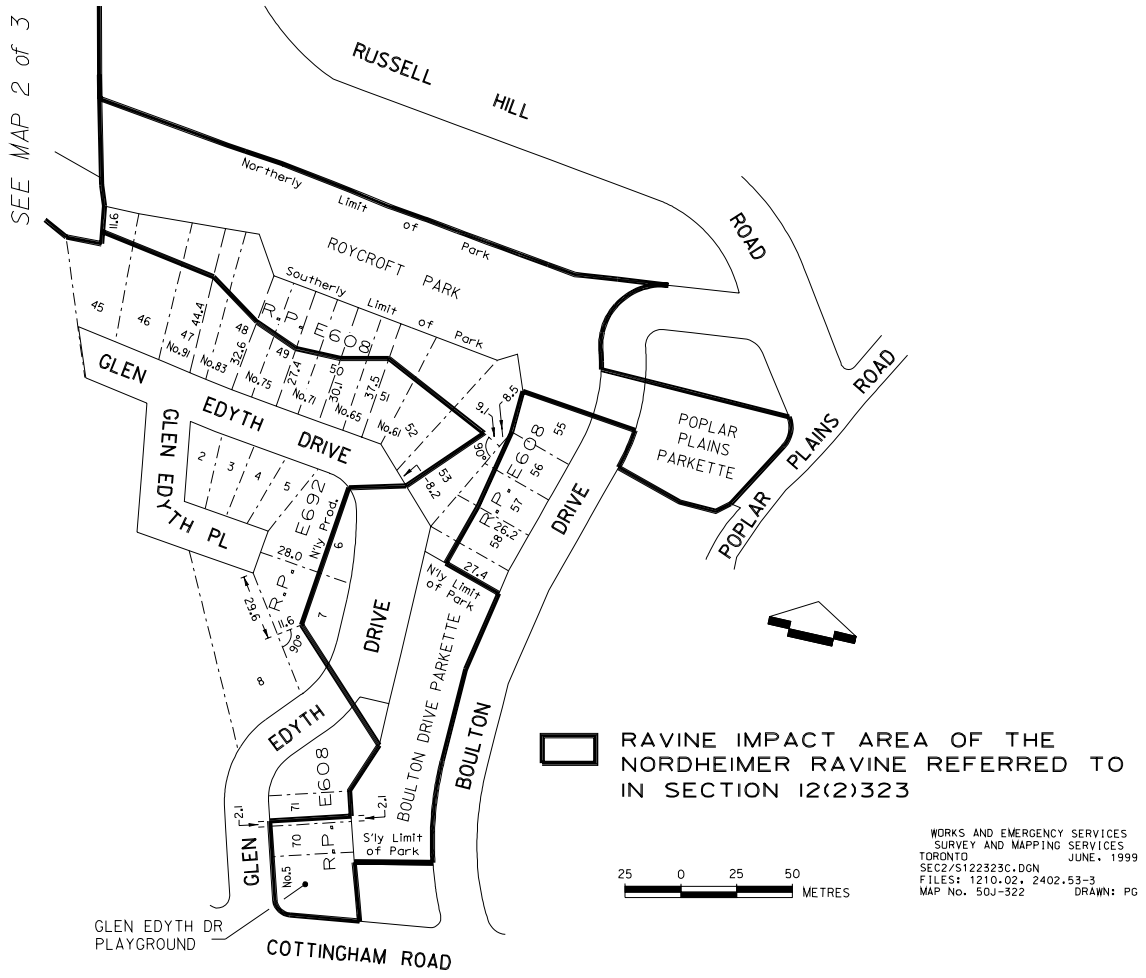 SEE MAP 2 of 3
RUSSELL
HILL
ROAD
Northerly Limit of Park
ROYCROFT PARK
Southerly Limit of Park
R.P. E608
11.6
45
46
47
44.4
48
32.6
49
27.4
50
30.1
37.5
51
52
53
No.91
No.83
No.75
No.71
No.65
No.61
9.1
8.5
90°
8.2
GLEN EDYTH DRIVE
GLEN EDYTH PL
2
3
4
5
R.P. E692
N'ly Prod.
6
7
28.0
29.6
11.6
90°
8
R.P. E608
55
56
57
26.2
58
27.4
N'ly Limit
of Park
DRIVE
POPLAR
PLAINS
PARKETTE
POPLAR PLAINS ROAD
BOULTON DRIVE PARKETTE
BOULTON
DRIVE
EDYTH
GLEN
R.P. E608
71
70
2.1
2.1
S'ly Limit
of Park
No.5
GLEN EDYTH DR
PLAYGROUND
COTTINGHAM ROAD
RAVINE IMPACT AREA OF THE
NORDHEIMER RAVINE REFERRED TO
IN SECTION 12(2)323
25 0 25 50
METRES
WORKS AND EMERGENCY SERVICES
SURVEY AND MAPPING SERVICES
TORONTO JUNE, 1999
SEC2/S122323C.DGN
FILES: 1210.02, 2402.53-3
MAP No. 50J-322 DRAWN: PG